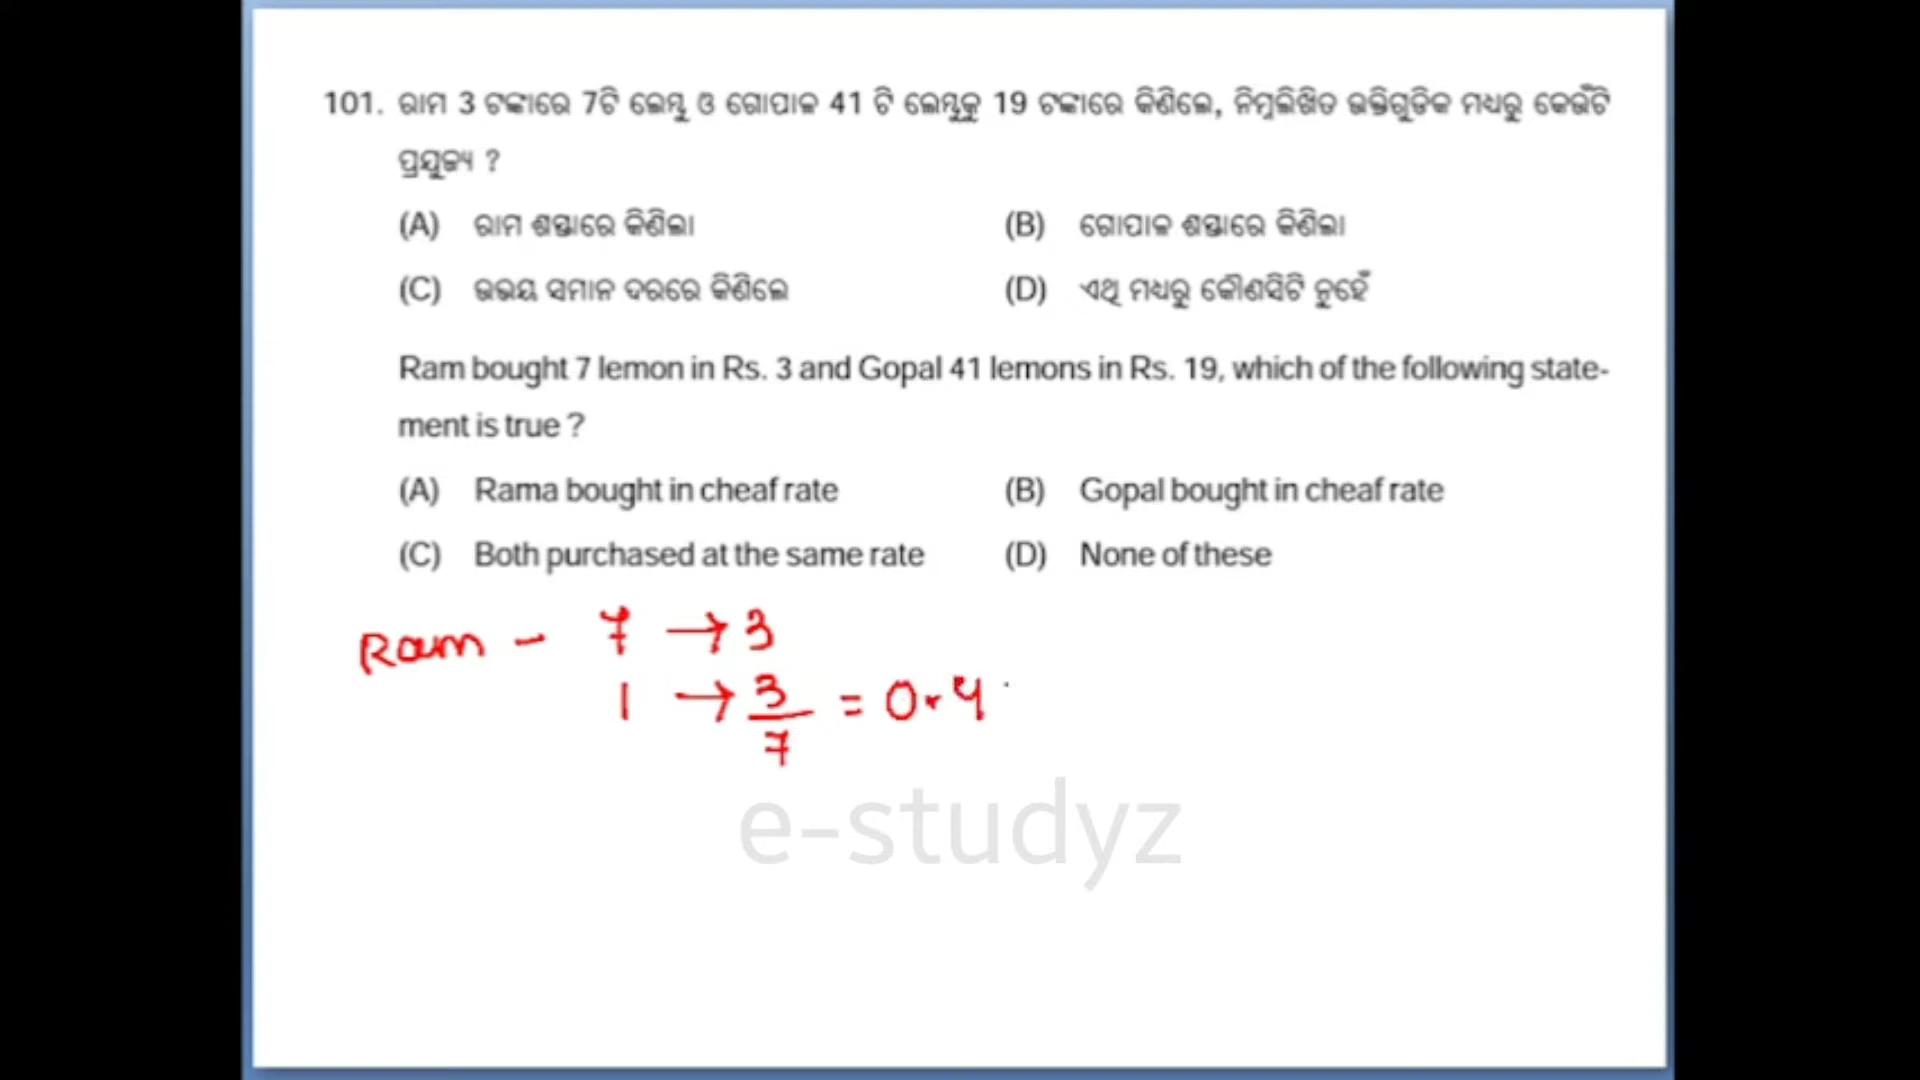 101. ରାମ 3 ଟଙ୍କାରେ 7ଟି ଲେମ୍ବୁ ଓ ଗୋପାଳ 41 ଟି ଲେମ୍ବୁକୁ 19 ଟଙ୍କାରେ କିଣିଲେ, ନିମ୍ନଲିଖିତ ଉକ୍ତିଗୁଡିକ ମଧ୍ୟରୁ କେଉଁଟି
ପ୍ରଯୁଜ୍ୟ ?
(A) ରାମ ଶସ୍ତାରେ କିଣିଲା (B) ଗୋପାଳ ଶସ୍ତାରେ କିଣିଲା
(C) ଉଭୟ ସମାନ ଦରରେ କିଣିଲେ (D) ଏଥି ମଧ୍ୟରୁ କୌଣସିଟି ନୁହେଁ
Ram bought 7 lemon in Rs. 3 and Gopal 41 lemons in Rs. 19, which of the following state-
ment is true ?
(A) Rama bought in cheaf rate (B) Gopal bought in cheaf rate
(C) Both purchased at the same rate (D) None of these
Ram - 7 → 3
1 → 3/7 = 0.4
e-studyz